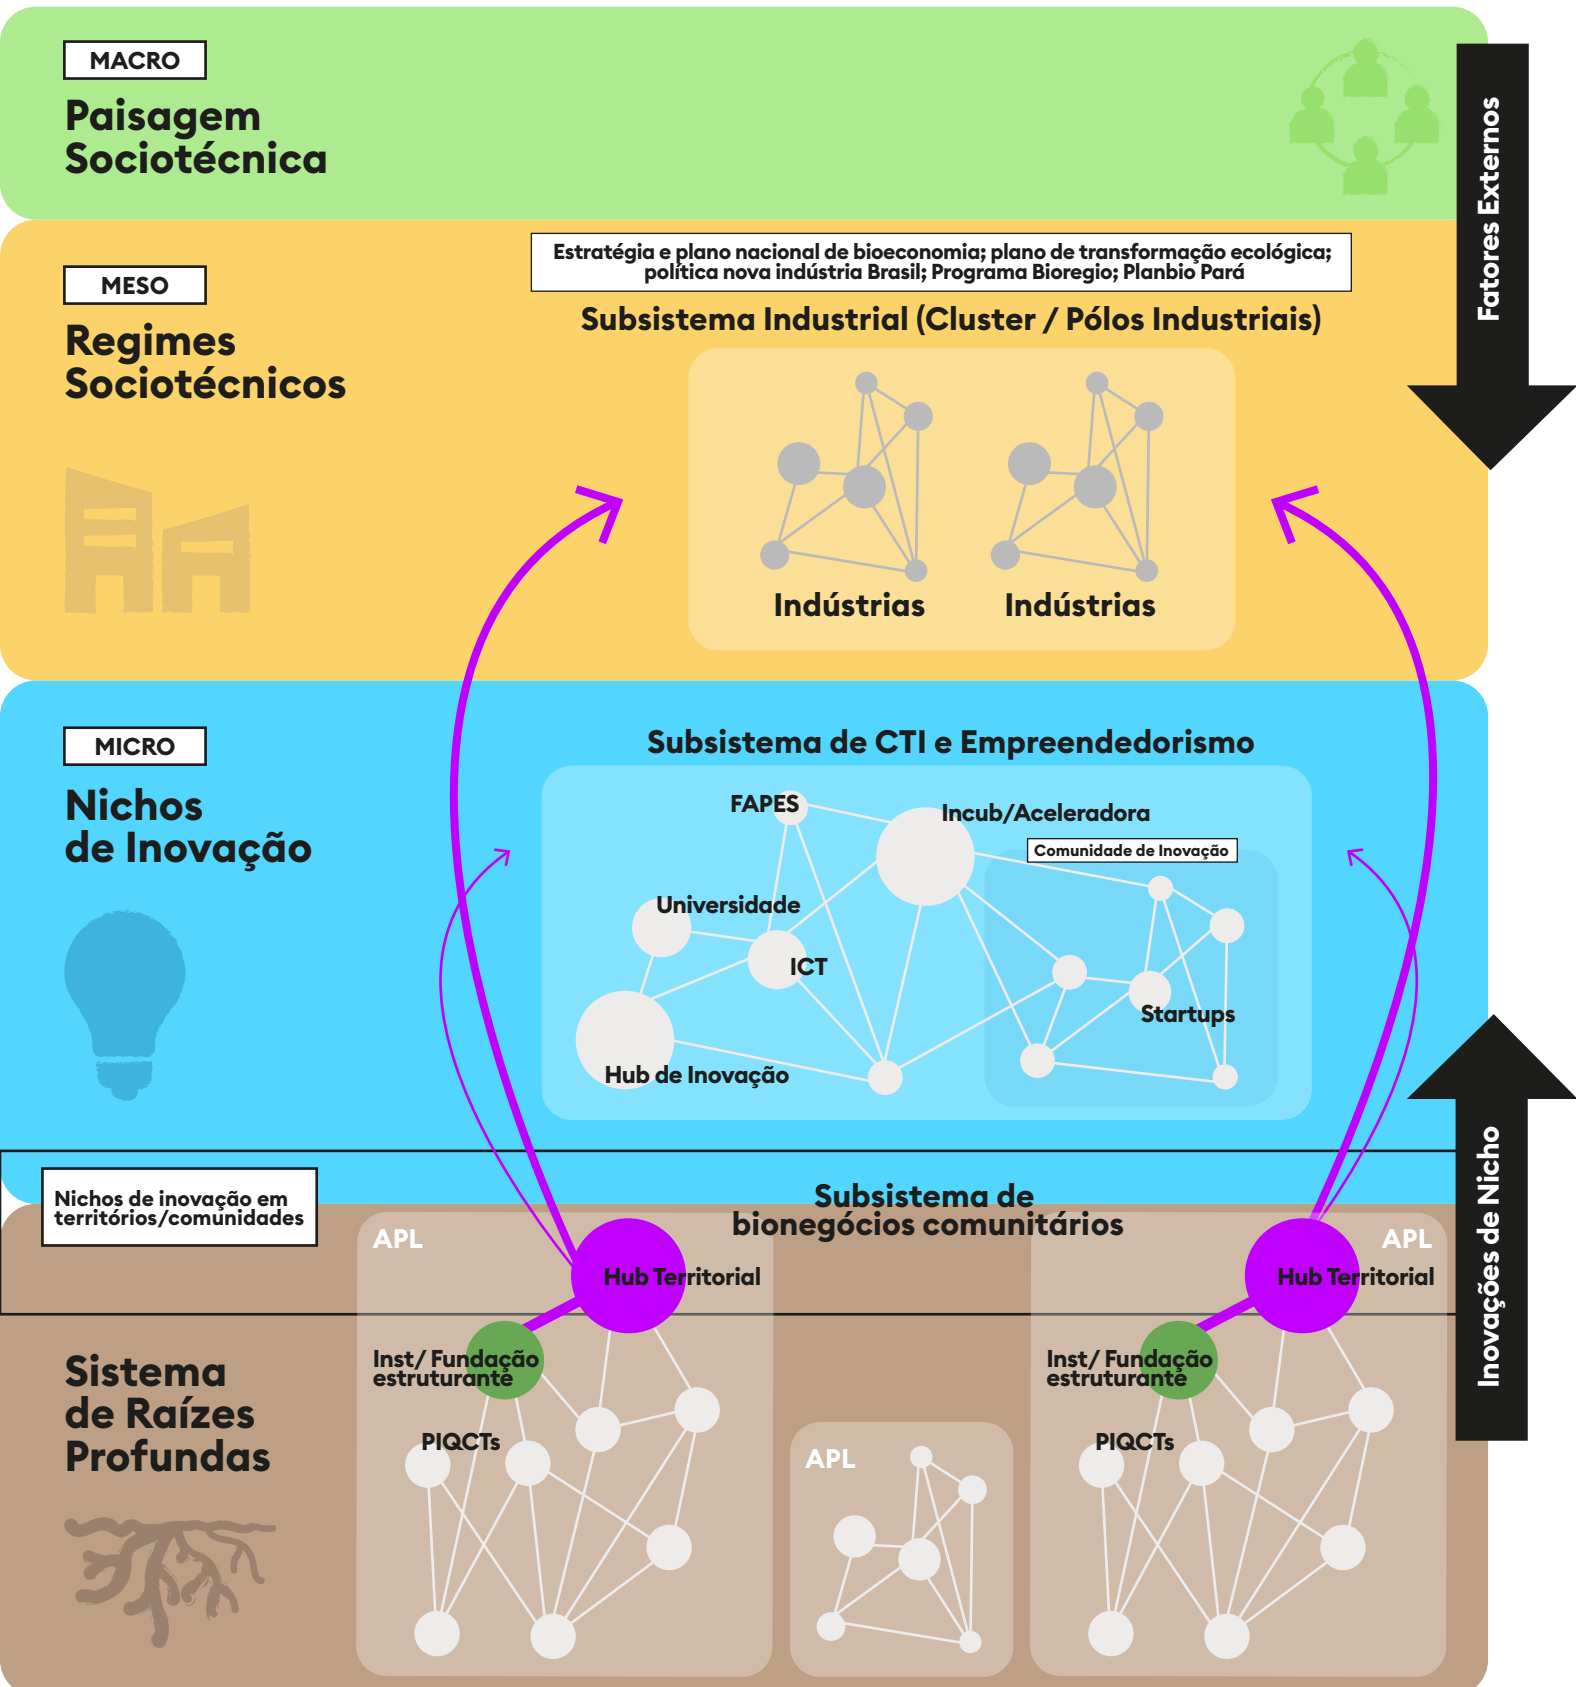 MACRO
Paisagem
Sociotécnica
Fatores Externos
MESO
Regimes
Sociotécnicos
Estratégia e plano nacional de bioeconomia; plano de transformação ecológica;
política nova indústria Brasil; Programa Bioregio; Planbio Pará
Subsistema Industrial (Cluster / Pólos Industriais)
Indústrias
Indústrias
MICRO
Nichos
de Inovação
Subsistema de CTI e Empreendedorismo
FAPES
Incub/Aceleradora
Comunidade de Inovação
Universidade
ICT
Startups
Hub de Inovação
Inovações de Nicho
Nichos de inovação em
territórios/comunidades
Subsistema de
bionegócios comunitários
APL
Hub Territorial
APL
Hub Territorial
Sistema
de Raízes
Profundas
Inst/ Fundação
estruturante
PIQCTs
APL
Inst/ Fundação
estruturante
PIQCTs